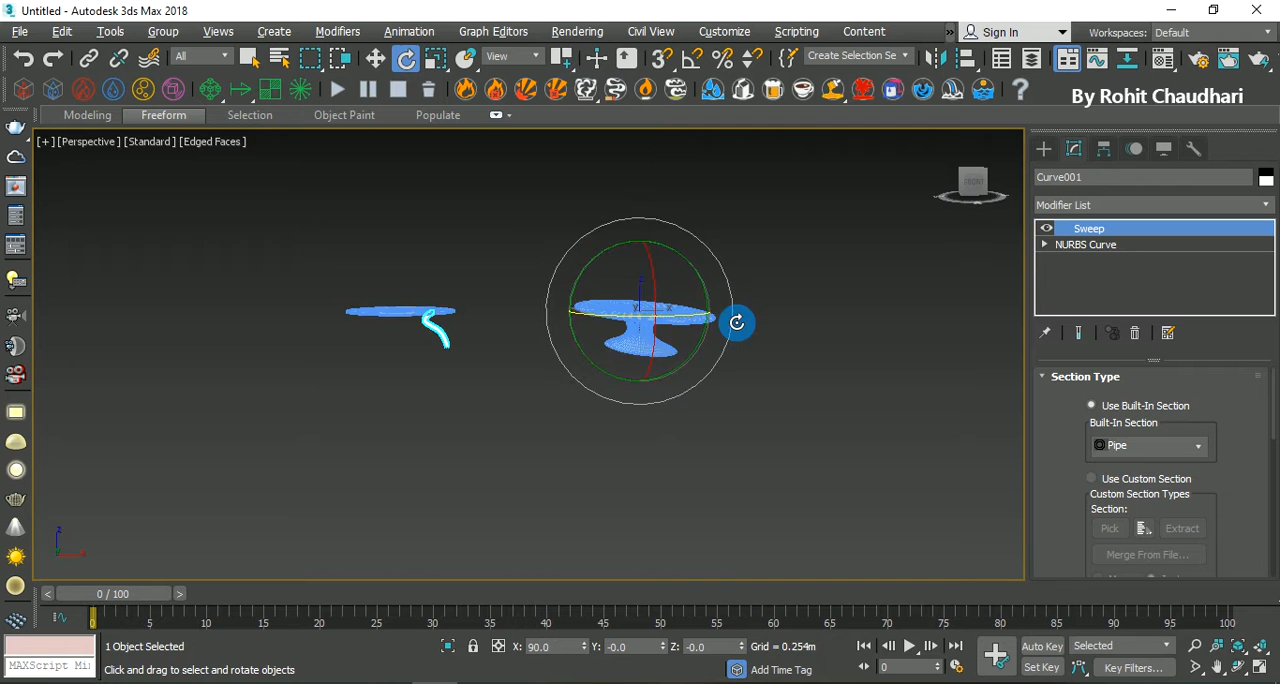 Untitled - Autodesk 3ds Max 2018
File Edit Tools Group Views Create Modifiers Animation Graph Editors Rendering Civil View Customize Scripting Content » Sign In Workspaces: Default
All View 3 Create Selection Se
By Rohit Chaudhari
Modeling Freeform Selection Object Paint Populate
[+] [Perspective] [Standard] [Edged Faces]
FRONT
Curve001
Modifier List
Sweep
NURBS Curve
Section Type
Use Built-In Section
Built-In Section
Pipe
Use Custom Section
Custom Section Types
Section:
Pick Extract
Merge From File...
z
x
z
< 0 / 100 >
0 5 10 15 20 25 30 35 40 45 50 55 60 65 70 75 80 85 90 95 100
1 Object Selected X: 90.0 Y: -0.0 Z: -0.0 Grid = 0.254m Auto Key Selected
MAXScript Mi: Click and drag to select and rotate objects Add Time Tag 0 Set Key Key Filters...